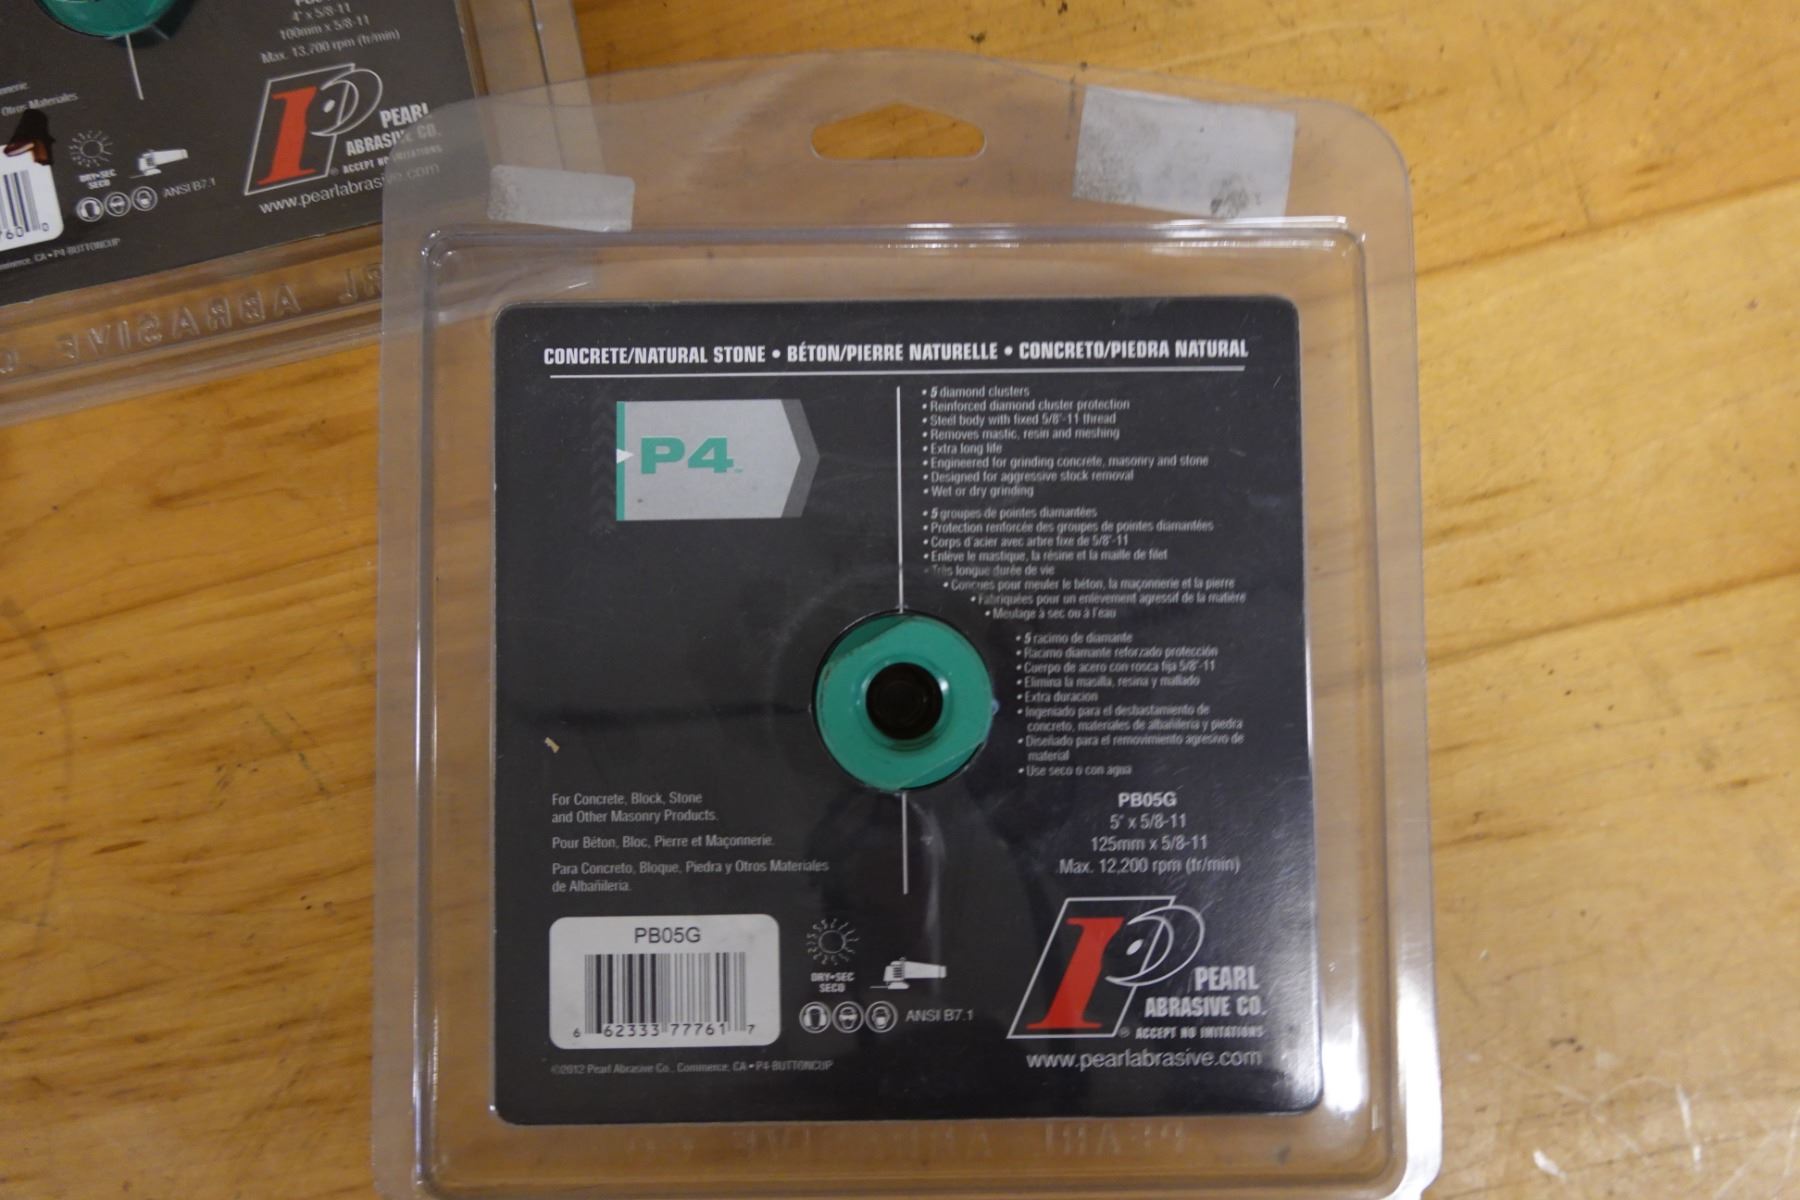 4" x 5/8-11
100mm x 5/8-11
Max. 13,700 rpm (tr/min)
Otros Materiales
PEARL
ABRASIVE CO.
® ACCEPT NO IMITATIONS
www.pearlabrasive.com
DRY•SEC
SECO
ANSI B7.1
CA • P4-BUTTONCUP
CONCRETE/NATURAL STONE • BÉTON/PIERRE NATURELLE • CONCRETO/PIEDRA NATURAL
P4™
• 5 diamond clusters
• Reinforced diamond cluster protection
• Steel body with fixed 5/8"-11 thread
• Removes mastic, resin and meshing
• Extra long life
• Engineered for grinding concrete, masonry and stone
• Designed for aggressive stock removal
• Wet or dry grinding
• 5 groupes de pointes diamantées
• Protection renforcée des groupes de pointes diamantées
• Corps d'acier avec arbre fixe de 5/8"-11
• Enlève le mastique, la résine et la maille de filet
• Très longue durée de vie
• Conçues pour meuler le béton, la maçonnerie et la pierre
• Fabriquées pour un enlèvement agressif de la matière
• Meulage à sec ou à l'eau
• 5 racimo de diamante
• Racimo diamante reforzado protección
• Cuerpo de acero con rosca fija 5/8"-11
• Elimina la masilla, resina y mallado
• Extra duracion
• Ingeniado para el desbastamiento de
concreto, materiales de albañileria y piedra
• Diseñado para el removimiento agresivo de
material
• Use seco o con agua
For Concrete, Block, Stone
and Other Masonry Products.
Pour Béton, Bloc, Pierre et Maçonnerie.
Para Concreto, Bloque, Piedra y Otros Materiales
de Albañileria.
PB05G
5" x 5/8-11
125mm x 5/8-11
Max. 12,200 rpm (tr/min)
PB05G
6 62333 77761 7
DRY•SEC
SECO
ANSI B7.1
PEARL
ABRASIVE CO.
® ACCEPT NO IMITATIONS
www.pearlabrasive.com
©2012 Pearl Abrasive Co., Commerce, CA • P4-BUTTONCUP